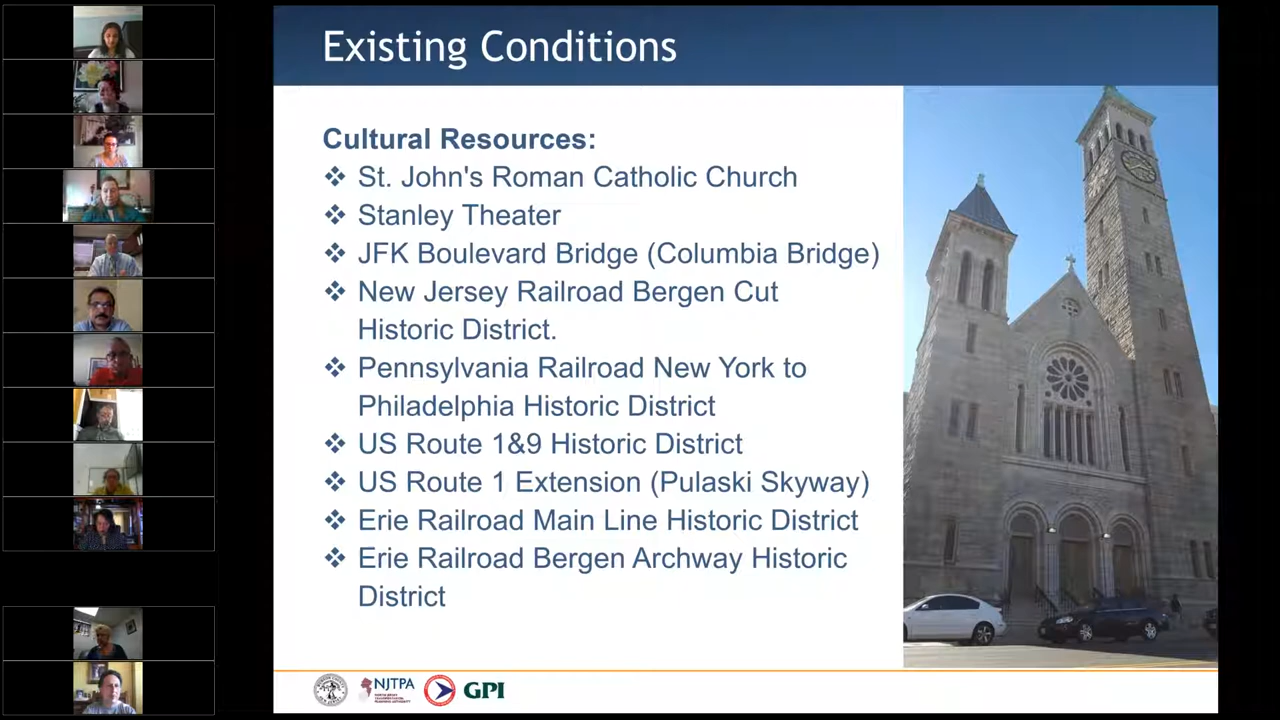 Existing Conditions
Cultural Resources:
❖ St. John's Roman Catholic Church
❖ Stanley Theater
❖ JFK Boulevard Bridge (Columbia Bridge)
❖ New Jersey Railroad Bergen Cut
Historic District.
❖ Pennsylvania Railroad New York to
Philadelphia Historic District
❖ US Route 1&9 Historic District
❖ US Route 1 Extension (Pulaski Skyway)
❖ Erie Railroad Main Line Historic District
❖ Erie Railroad Bergen Archway Historic
District
NJTPA
GPI